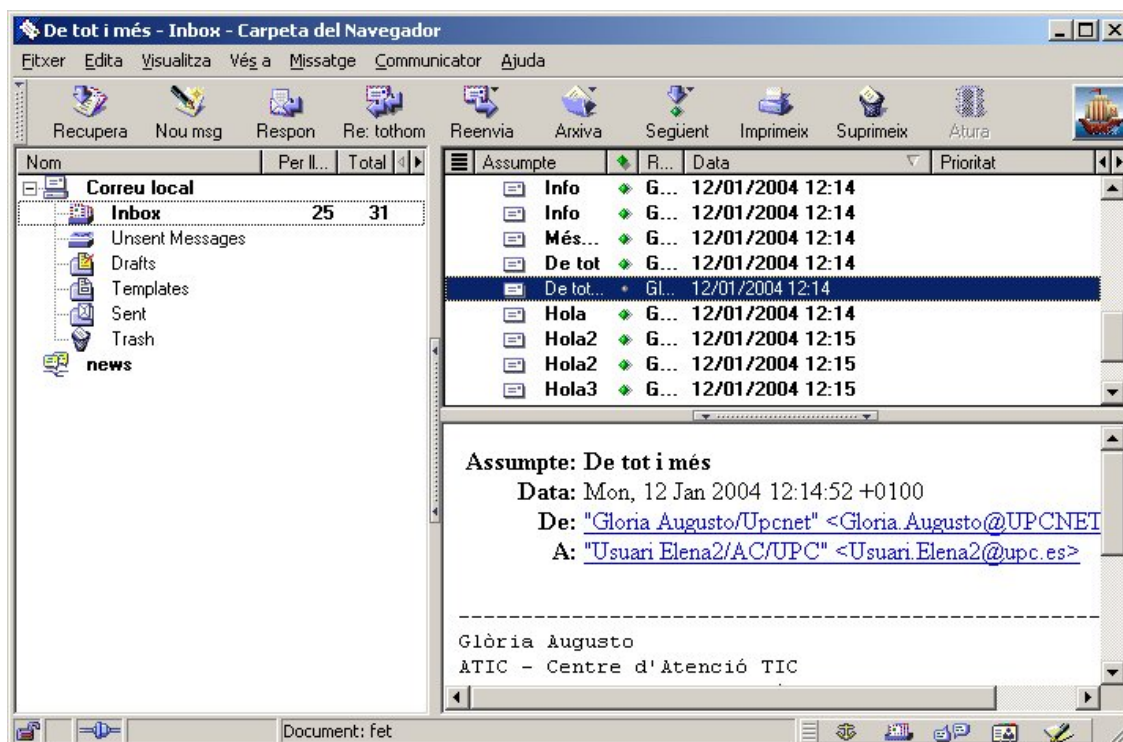 De tot i més - Inbox - Carpeta del Navegador
Fitxer Edita Visualitza Vés a Missatge Communicator Ajuda
Recupera Nou msg Respon Re: tothom Reenvia Arxiva Següent Imprimeix Suprimeix Atura
Nom Per ll... Total
Correu local
Inbox 25 31
Unsent Messages
Drafts
Templates
Sent
Trash
news
Assumpte R... Data Prioritat
Info G... 12/01/2004 12:14
Info G... 12/01/2004 12:14
Més... G... 12/01/2004 12:14
De tot G... 12/01/2004 12:14
De tot... Gl... 12/01/2004 12:14
Hola G... 12/01/2004 12:14
Hola2 G... 12/01/2004 12:15
Hola2 G... 12/01/2004 12:15
Hola3 G... 12/01/2004 12:15
Assumpte: De tot i més
Data: Mon, 12 Jan 2004 12:14:52 +0100
De: "Gloria Augusto/Upcnet" <Gloria.Augusto@UPCNET
A: "Usuari Elena2/AC/UPC" <Usuari.Elena2@upc.es>
--------------------------------------------------------
Glòria Augusto
ATIC - Centre d'Atenció TIC
Document: fet